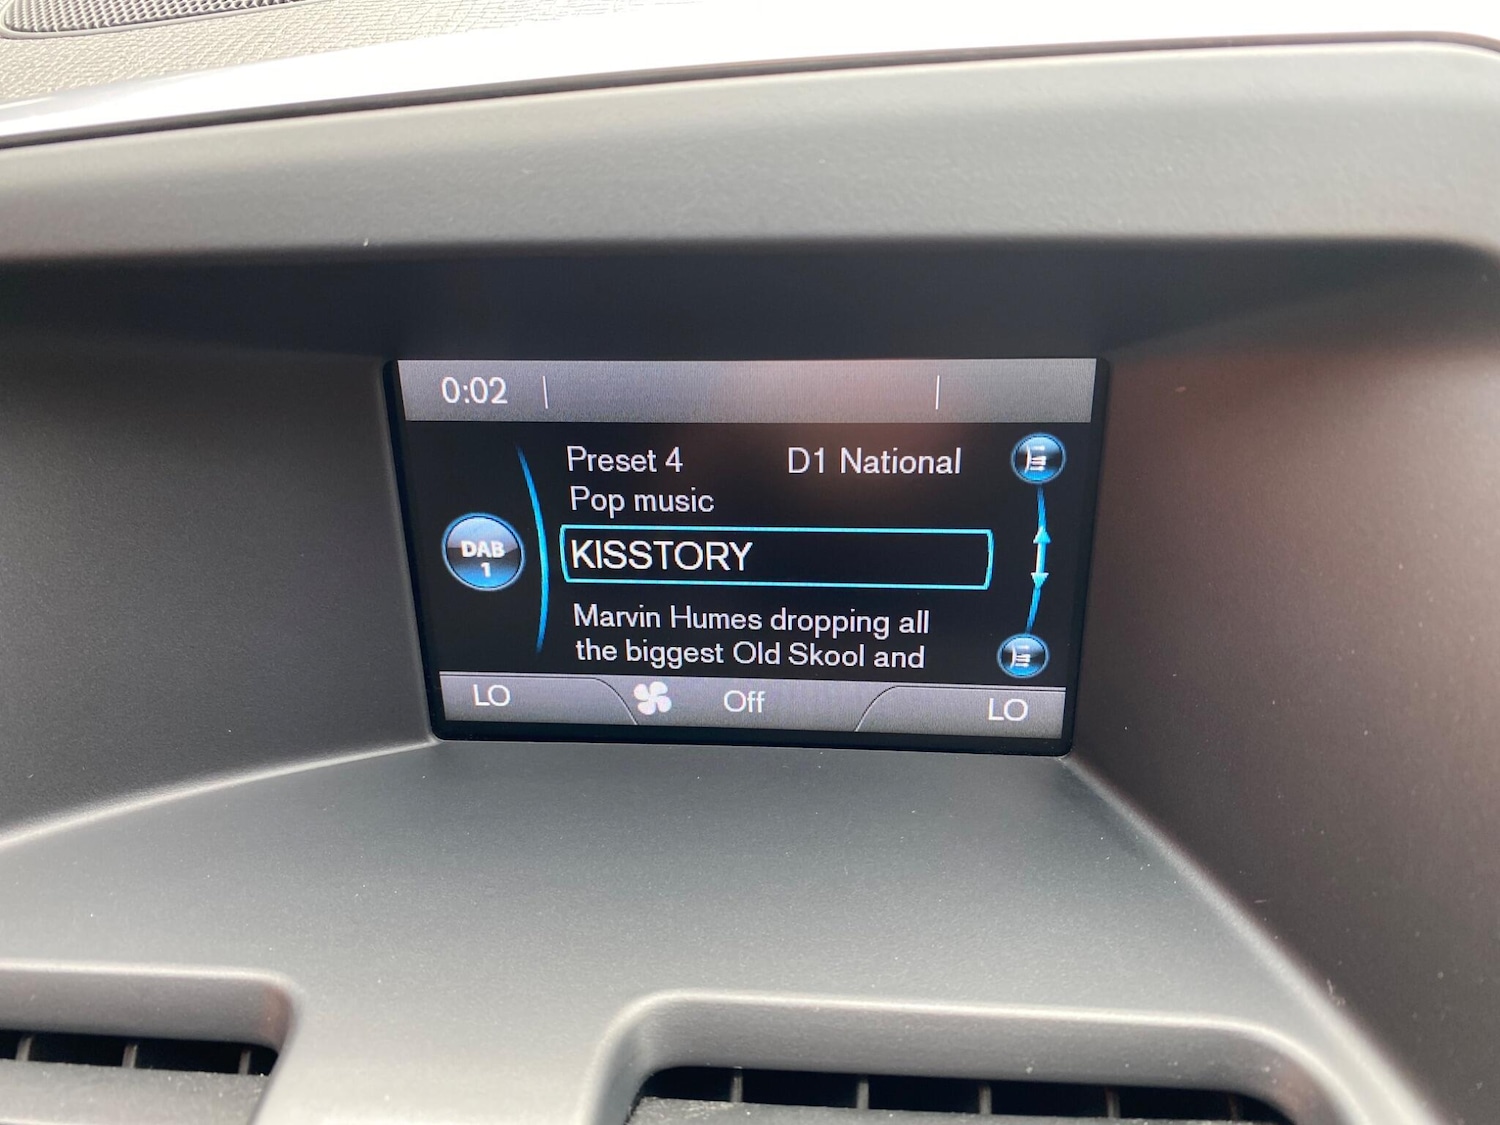 0:02
Preset 4 D1 National
Pop music
DAB
1
KISSTORY
Marvin Humes dropping all
the biggest Old Skool and
LO Off LO